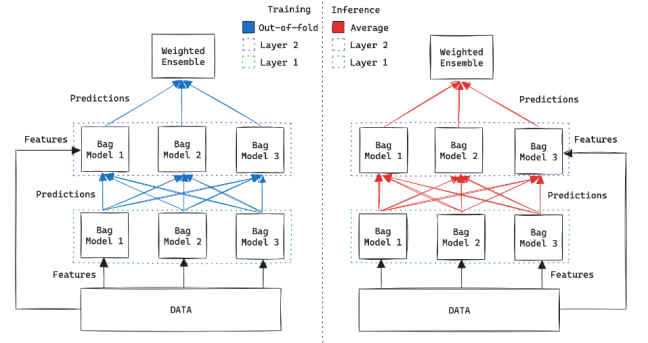 Training
Out-of-fold
Layer 2
Layer 1
Weighted
Ensemble
Predictions
Features
Bag
Model 1
Bag
Model 2
Bag
Model 3
Predictions
Bag
Model 1
Bag
Model 2
Bag
Model 3
Features
DATA
Inference
Average
Layer 2
Layer 1
Weighted
Ensemble
Predictions
Bag
Model 1
Bag
Model 2
Bag
Model 3
Features
Predictions
Bag
Model 1
Bag
Model 2
Bag
Model 3
Features
DATA